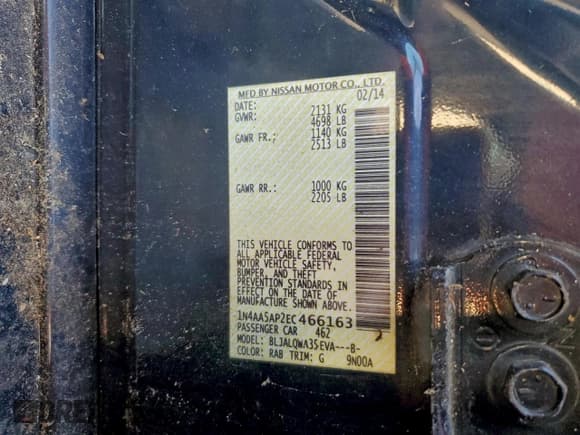 MFD BY NISSAN MOTOR CO., LTD.
DATE: 02/14
GVWR: 2131 KG
4698 LB
GAWR FR.: 1140 KG
2513 LB
GAWR RR.: 1000 KG
2205 LB
THIS VEHICLE CONFORMS TO
ALL APPLICABLE FEDERAL
MOTOR VEHICLE SAFETY,
BUMPER, AND THEFT
PREVENTION STANDARDS IN
EFFECT ON THE DATE OF
MANUFACTURE SHOWN ABOVE.
1N4AA5AP2EC466163
PASSENGER CAR 462
MODEL: BLJALQWA35EVA---B-
COLOR: RAB TRIM: G 9N00A